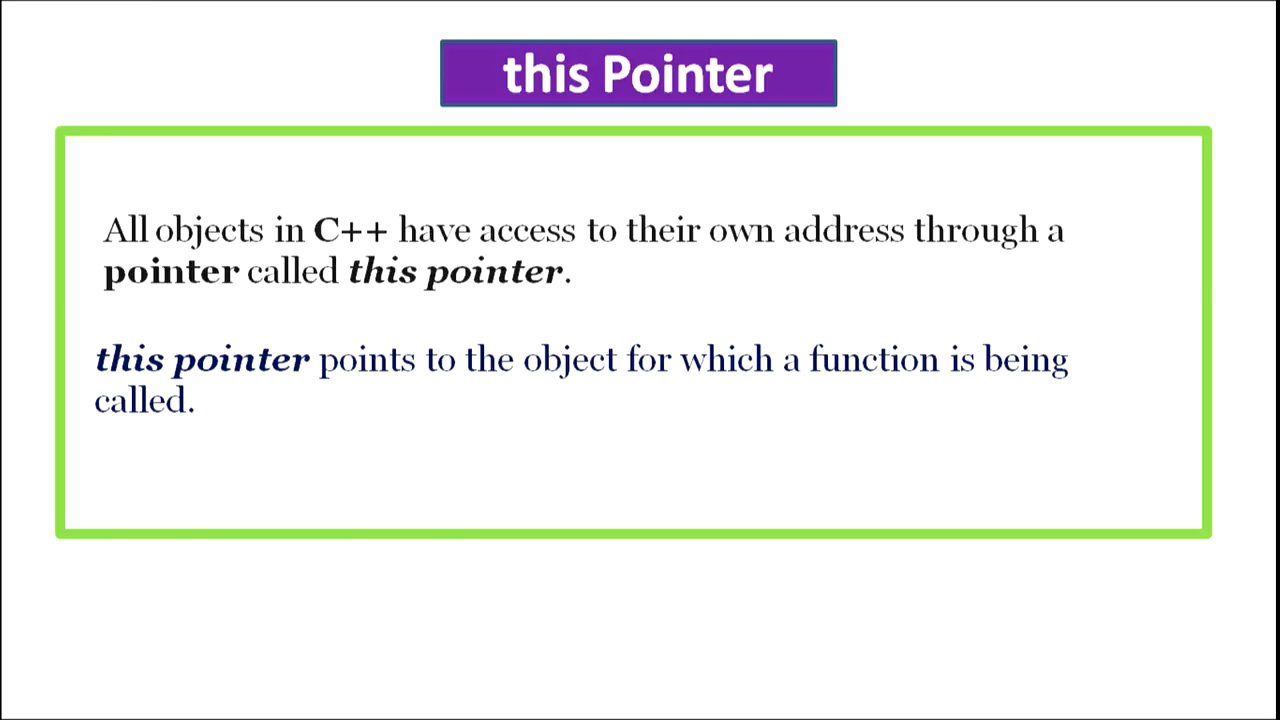 this Pointer
All objects in C++ have access to their own address through a
pointer called this pointer.
this pointer points to the object for which a function is being
called.